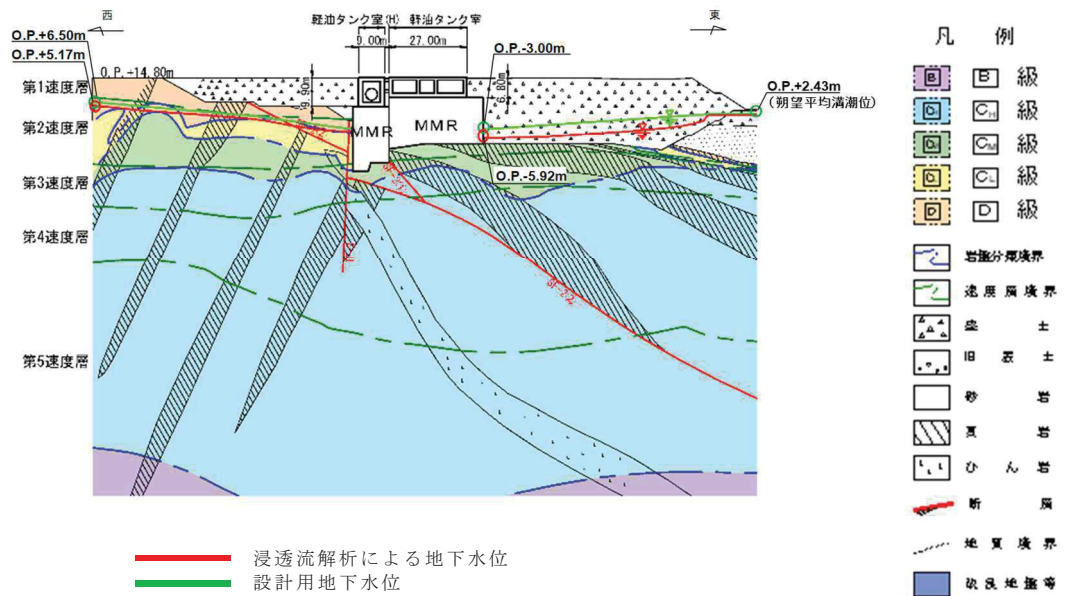 西
軽油タンク室(H) 軽油タンク室
東
9.00m
27.00m
O.P.+6.50m
O.P.+5.17m
O.P.+14.80m
O.P.-3.00m
O.P.+2.43m
(朔望平均満潮位)
9.90m
6.80m
第1速度層
第2速度層
第3速度層
第4速度層
第5速度層
MMR
MMR
O.P.-5.92m
凡 例
B B 級
CH 級
CM 級
CL 級
D D 級
岩盤分類境界
速度層境界
盛 土
旧 表 土
砂 岩
頁 岩
ひ ん 岩
断 層
地 質 境 界
浸透流解析による地下水位
設計用地下水位